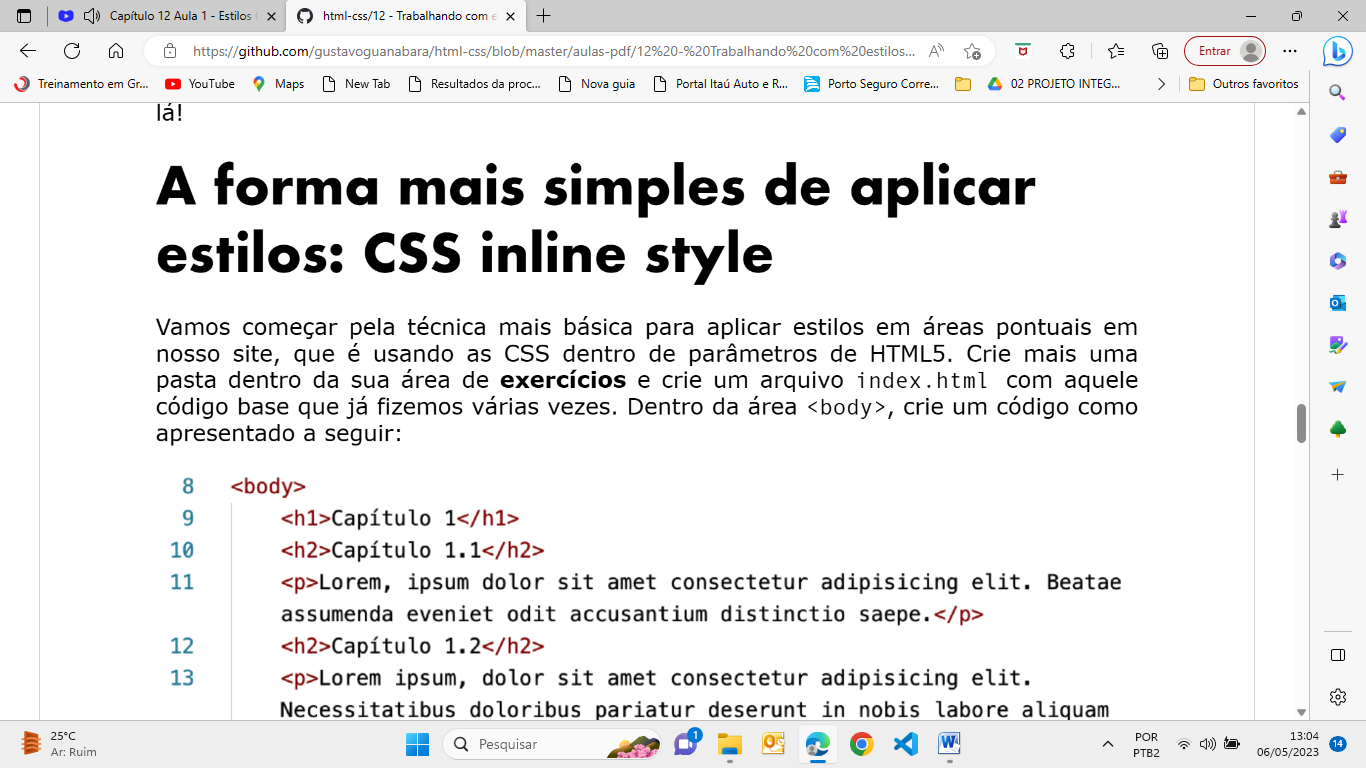 Capítulo 12 Aula 1 - Estilos
html-css/12 - Trabalhando com e
https://github.com/gustavoguanabara/html-css/blob/master/aulas-pdf/12%20-%20Trabalhando%20com%20estilos...
Entrar
Treinamento em Gr...
YouTube
Maps
New Tab
Resultados da proc...
Nova guia
Portal Itaú Auto e R...
Porto Seguro Corre...
02 PROJETO INTEG...
Outros favoritos
lá!
A forma mais simples de aplicar
estilos: CSS inline style
Vamos começar pela técnica mais básica para aplicar estilos em áreas pontuais em
nosso site, que é usando as CSS dentro de parâmetros de HTML5. Crie mais uma
pasta dentro da sua área de exercícios e crie um arquivo index.html com aquele
código base que já fizemos várias vezes. Dentro da área <body>, crie um código como
apresentado a seguir:
8 <body>
9 <h1>Capítulo 1</h1>
10 <h2>Capítulo 1.1</h2>
11 <p>Lorem, ipsum dolor sit amet consectetur adipisicing elit. Beatae
assumenda eveniet odit accusantium distinctio saepe.</p>
12 <h2>Capítulo 1.2</h2>
13 <p>Lorem ipsum, dolor sit amet consectetur adipisicing elit.
Necessitatibus doloribus pariatur deserunt in nobis labore aliquam
25°C
Ar: Ruim
Pesquisar
1
POR
PTB2
13:04
06/05/2023
14